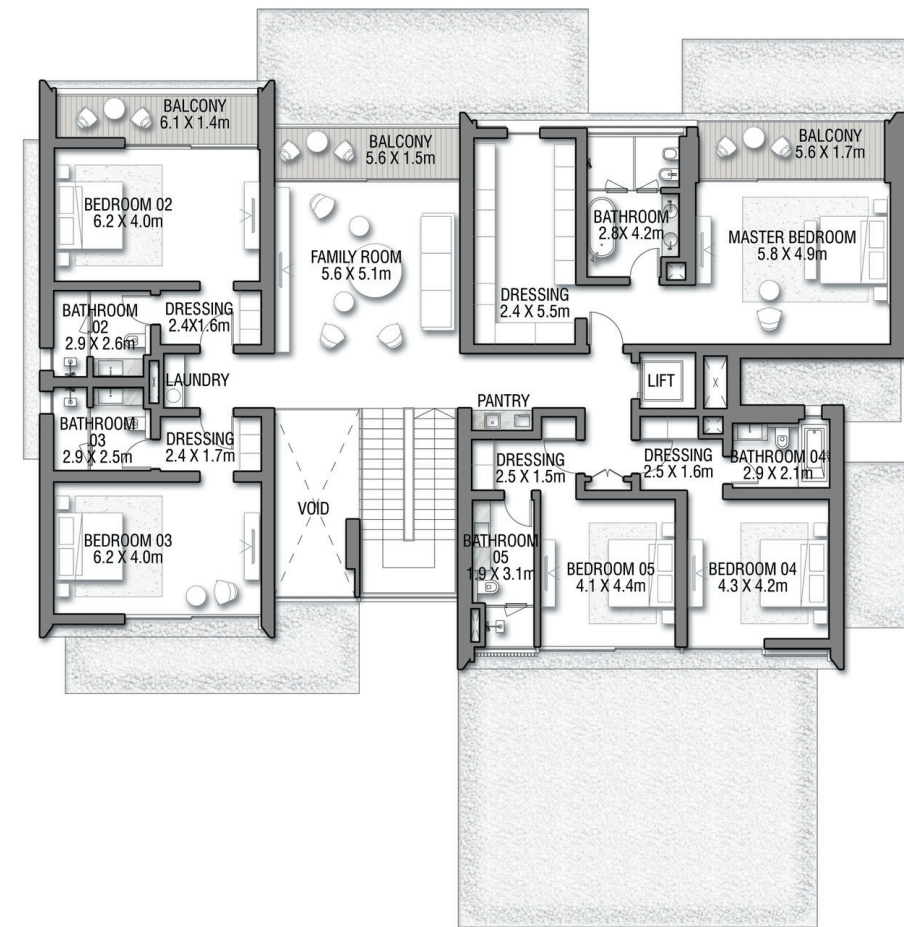 BALCONY
6.1 X 1.4m
BALCONY
5.6 X 1.5m
BALCONY
5.6 X 1.7m
BEDROOM 02
6.2 X 4.0m
FAMILY ROOM
5.6 X 5.1m
BATHROOM
2.8X 4.2m
MASTER BEDROOM
5.8 X 4.9m
DRESSING
2.4 X 5.5m
BATHROOM
02
2.9 X 2.6m
DRESSING
2.4X1.6m
LAUNDRY
LIFT
PANTRY
BATHROOM
03
2.9 X 2.5m
DRESSING
2.4 X 1.7m
DRESSING
2.5 X 1.5m
DRESSING
2.5 X 1.6m
BATHROOM 04
2.9 X 2.1m
VOID
BEDROOM 03
6.2 X 4.0m
BATHROOM
05
1.9 X 3.1m
BEDROOM 05
4.1 X 4.4m
BEDROOM 04
4.3 X 4.2m